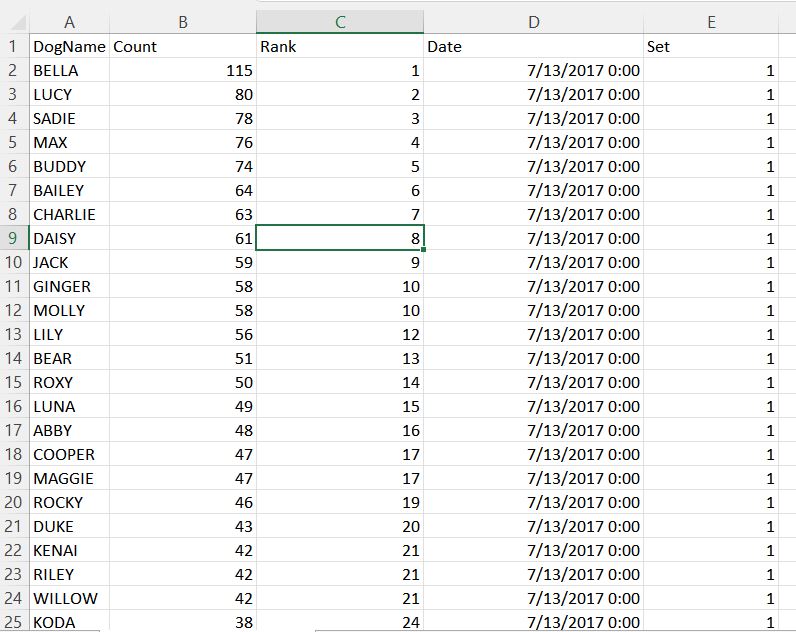 A B C D E
1 DogName Count Rank Date Set
2 BELLA 115 1 7/13/2017 0:00 1
3 LUCY 80 2 7/13/2017 0:00 1
4 SADIE 78 3 7/13/2017 0:00 1
5 MAX 76 4 7/13/2017 0:00 1
6 BUDDY 74 5 7/13/2017 0:00 1
7 BAILEY 64 6 7/13/2017 0:00 1
8 CHARLIE 63 7 7/13/2017 0:00 1
9 DAISY 61 8 7/13/2017 0:00 1
10 JACK 59 9 7/13/2017 0:00 1
11 GINGER 58 10 7/13/2017 0:00 1
12 MOLLY 58 10 7/13/2017 0:00 1
13 LILY 56 12 7/13/2017 0:00 1
14 BEAR 51 13 7/13/2017 0:00 1
15 ROXY 50 14 7/13/2017 0:00 1
16 LUNA 49 15 7/13/2017 0:00 1
17 ABBY 48 16 7/13/2017 0:00 1
18 COOPER 47 17 7/13/2017 0:00 1
19 MAGGIE 47 17 7/13/2017 0:00 1
20 ROCKY 46 19 7/13/2017 0:00 1
21 DUKE 43 20 7/13/2017 0:00 1
22 KENAI 42 21 7/13/2017 0:00 1
23 RILEY 42 21 7/13/2017 0:00 1
24 WILLOW 42 21 7/13/2017 0:00 1
25 KODA 38 24 7/13/2017 0:00 1